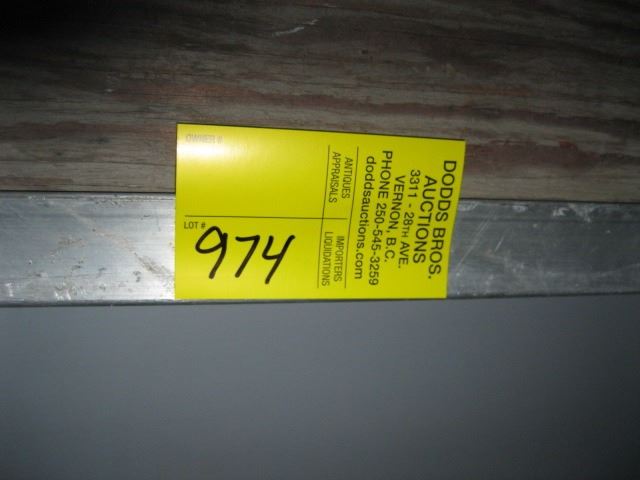 DODDS BROS.
AUCTIONS
3311 - 28TH AVE.
VERNON, B.C.
PHONE 250-545-3259
doddsauctions.com
ANTIQUES
APPRAISALS
IMPORTERS
LIQUIDATIONS
OWNER #
LOT #
974